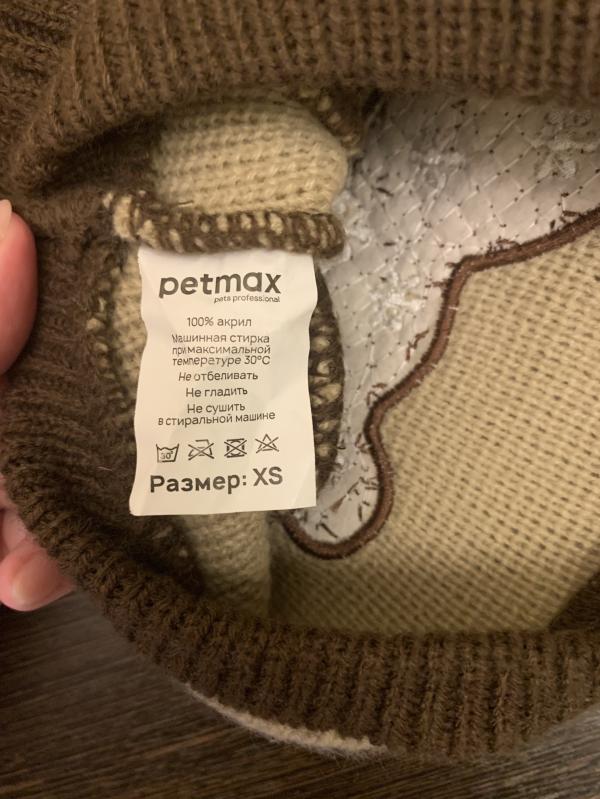 petmax
pets professional
100% акрил
Машинная стирка
при максимальной
температуре 30°C
Не отбеливать
Не гладить
Не сушить
в стиральной машине
30°
Размер: XS